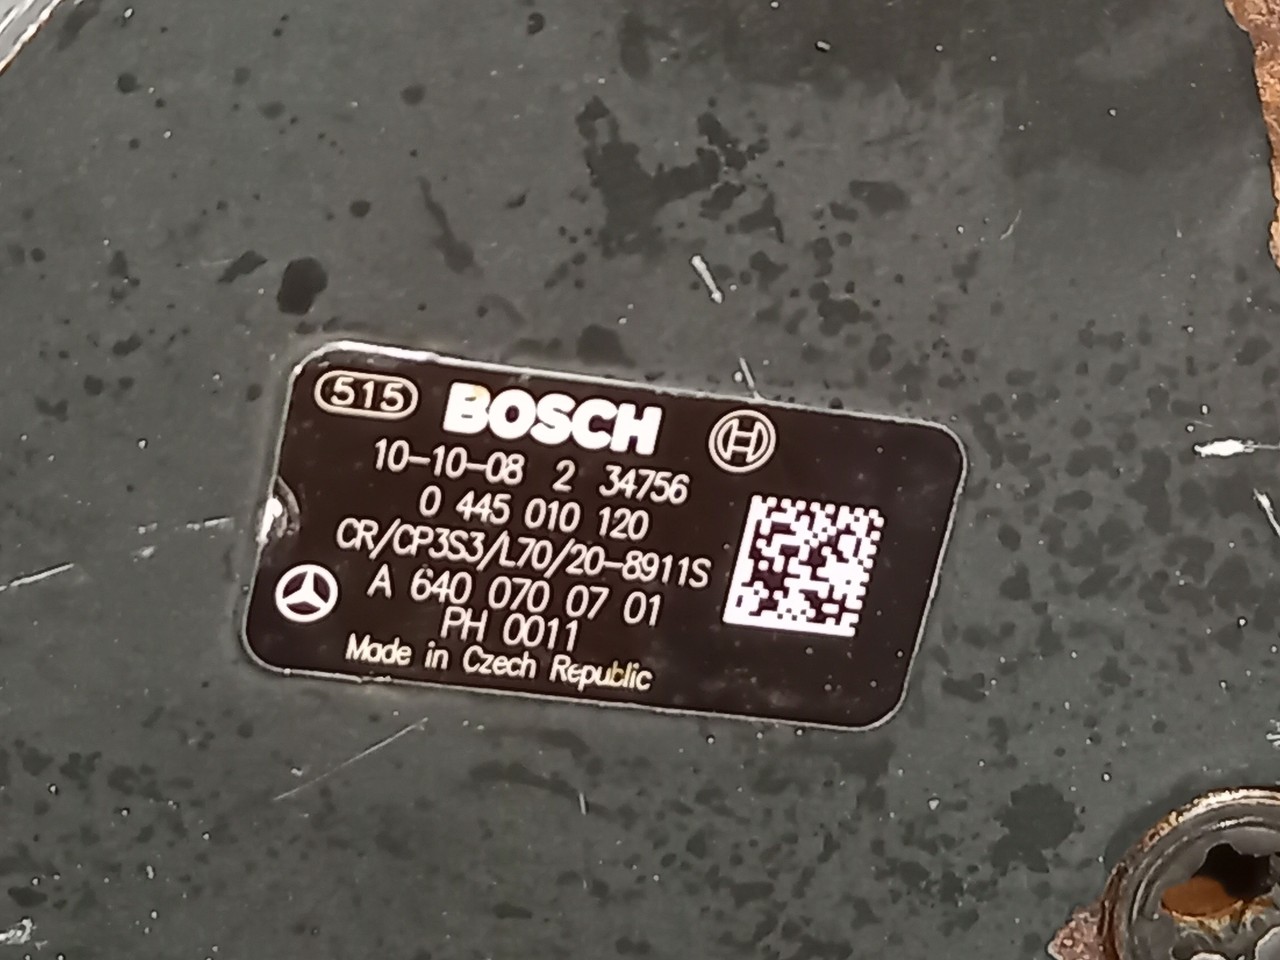 515 BOSCH
10-10-08 2 34756
0 445 010 120
CR/CP3S3/L70/20-8911S
A 640 070 07 01
PH 0011
Made in Czech Republic